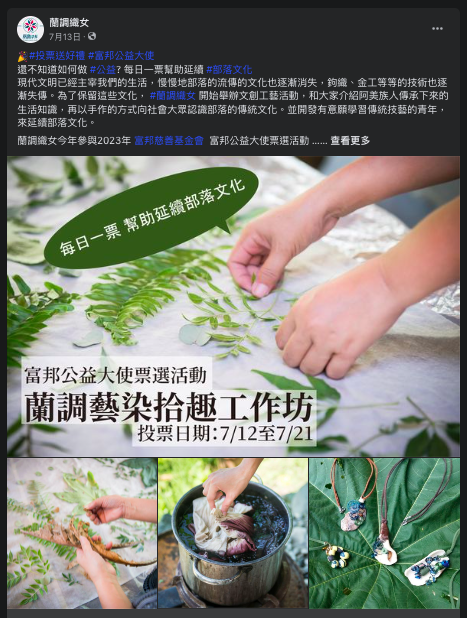 蘭調織女
7月13日 ·
#投票送好禮 #富邦公益大使
還不知道如何做 #公益? 每日一票幫助延續 #部落文化
現代文明已經主宰我們的生活，慢慢地部落的流傳的文化也逐漸消失，鉤織、金工等等的技術也逐
漸失傳。為了保留這些文化， #蘭調織女 開始舉辦文創工藝活動，和大家介紹阿美族人傳承下來的
生活知識，再以手作的方式向社會大眾認識部落的傳統文化。並開發有意願學習傳統技藝的青年，
來延續部落文化。
蘭調織女今年參與2023年 富邦慈善基金會 富邦公益大使票選活動 ...... 查看更多
每日一票 幫助延續部落文化
富邦公益大使票選活動
蘭調藝染拾趣工作坊
投票日期:7/12至7/21